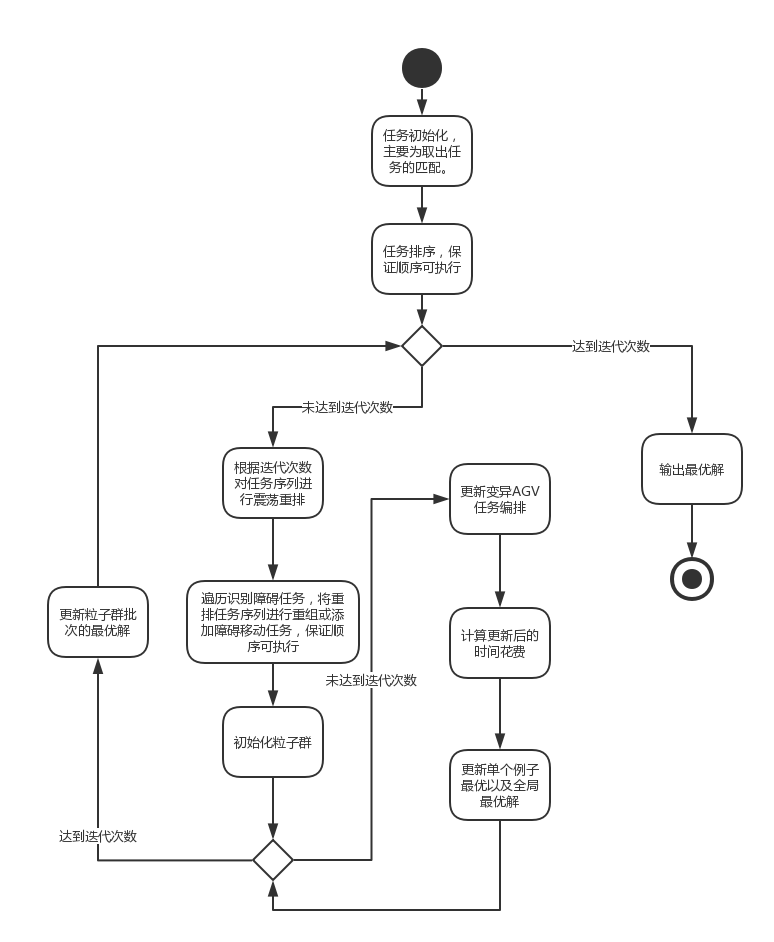 任务初始化，
主要为取出任
务的匹配。
任务排序，保
证顺序可执行
达到迭代次数
未达到迭代次数
根据迭代次数
对任务序列进
行震荡重排
更新变异AGV
任务编排
输出最优解
更新粒子群批
次的最优解
遍历识别障碍任务，将重
排任务序列进行重组或添
加障碍移动任务，保证顺
序可执行
计算更新后的
时间花费
未达到迭代次数
初始化粒子群
更新单个例子
最优以及全局
最优解
达到迭代次数